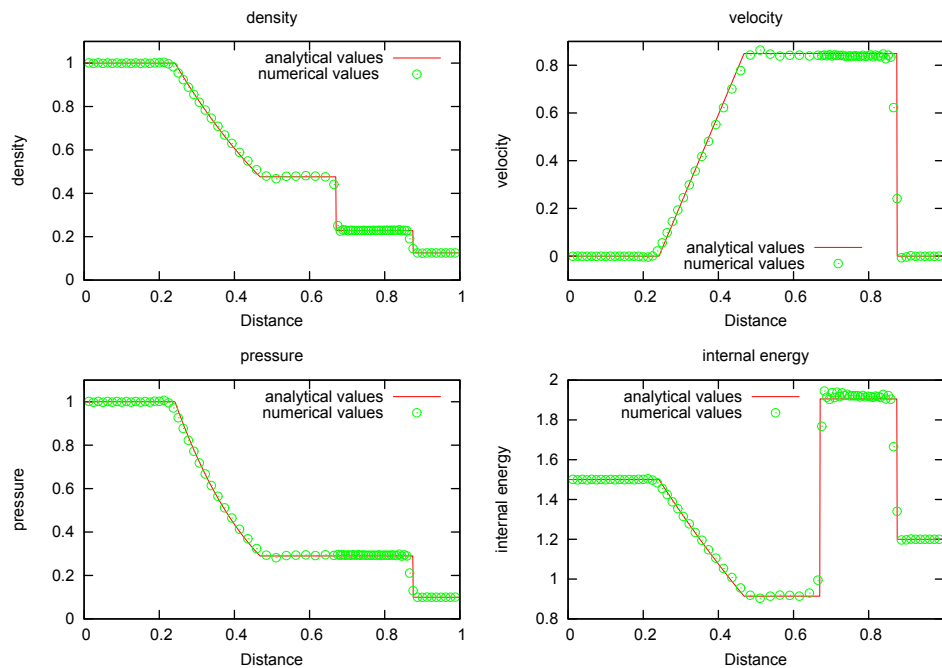 density
1
0.8
0.6
0.4
0.2
0
0 0.2 0.4 0.6 0.8 1
density
Distance
analytical values
numerical values
velocity
0.8
0.6
0.4
0.2
0
0 0.2 0.4 0.6 0.8
velocity
Distance
analytical values
numerical values
pressure
1
0.8
0.6
0.4
0.2
0
0 0.2 0.4 0.6 0.8 1
pressure
Distance
analytical values
numerical values
internal energy
2
1.8
1.6
1.4
1.2
1
0.8
0 0.2 0.4 0.6 0.8
internal energy
Distance
analytical values
numerical values